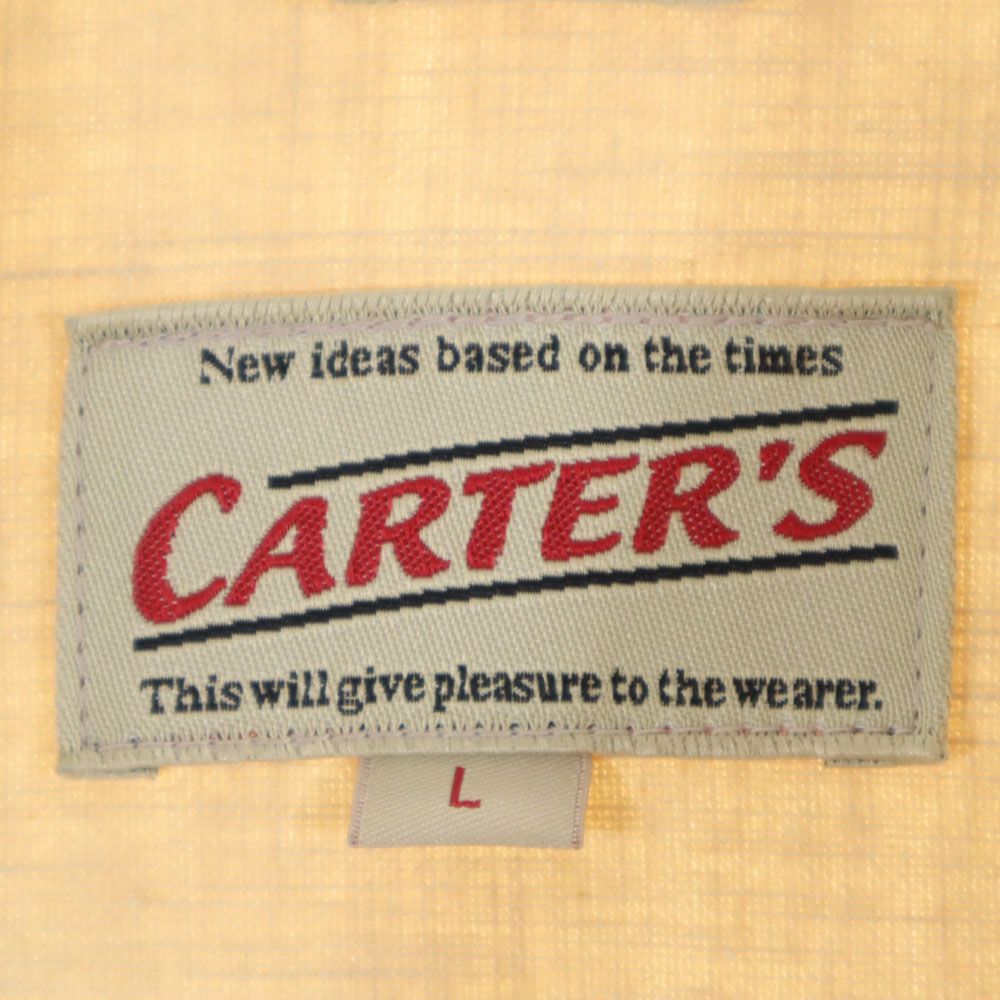 New ideas based on the times
CARTER'S
This will give pleasure to the wearer.
L